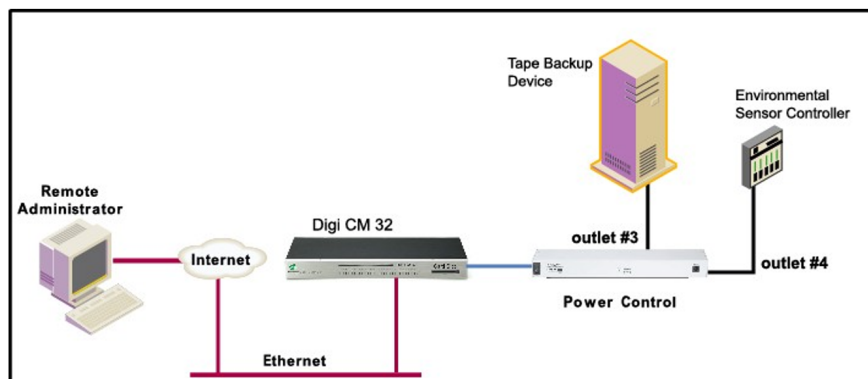 Tape Backup
Device
Environmental
Sensor Controller
Remote
Administrator
Digi CM 32
Internet
outlet #3
outlet #4
Power Control
Ethernet